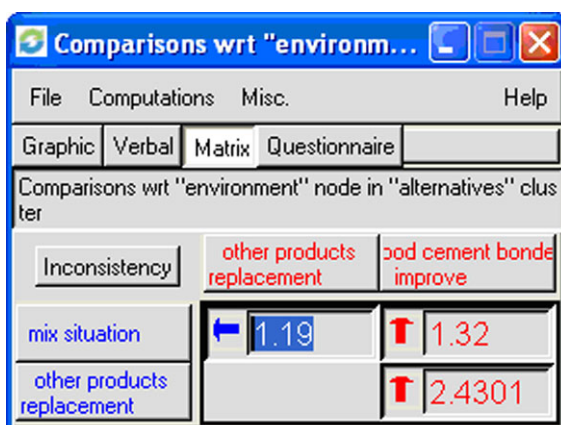 Comparisons wrt "environm...
File Computations Misc. Help
Graphic Verbal Matrix Questionnaire
Comparisons wrt "environment" node in "alternatives" clus
ter
Inconsistency
other products
replacement
ood cement bonde
improve
mix situation
1.19
1.32
other products
replacement
2.4301